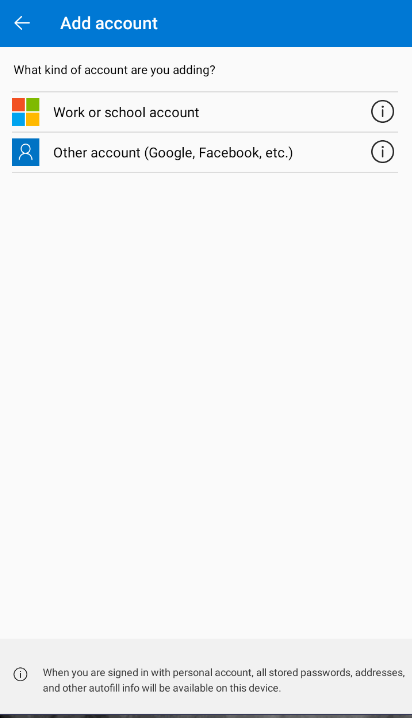 Add account
What kind of account are you adding?
Work or school account
Other account (Google, Facebook, etc.)
When you are signed in with personal account, all stored passwords, addresses,
and other autofill info will be available on this device.